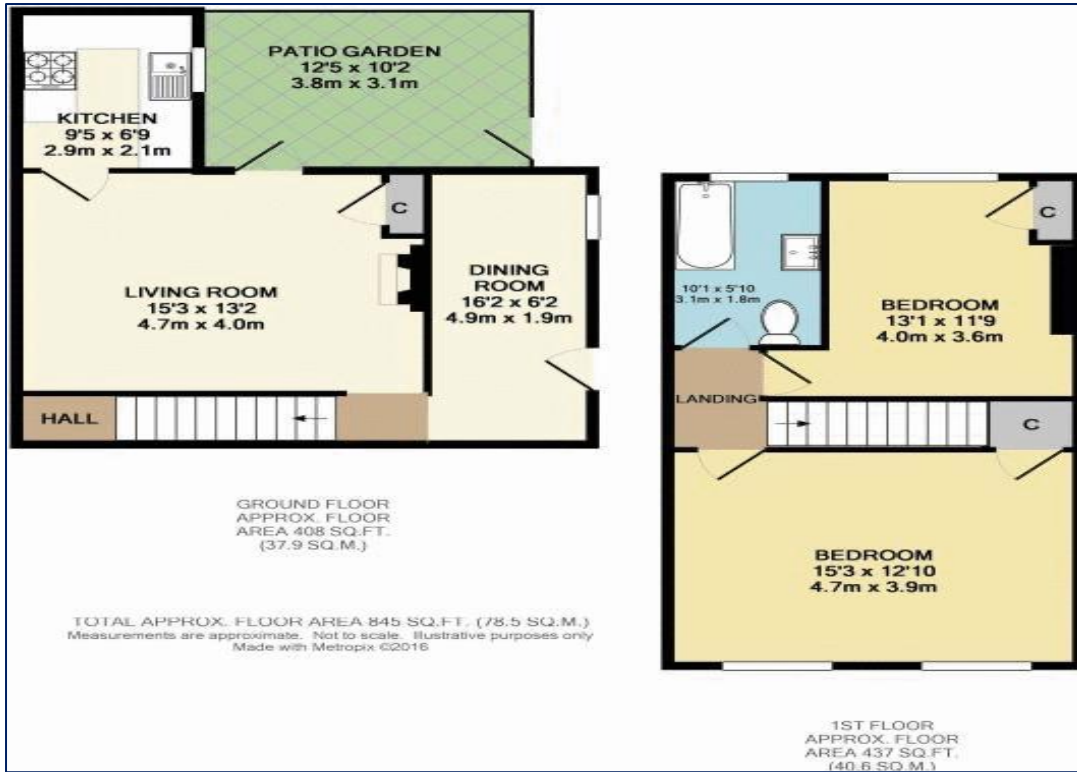 PATIO GARDEN
12'5 x 10'2
3.8m x 3.1m
KITCHEN
9'5 x 6'9
2.9m x 2.1m
C
LIVING ROOM
15'3 x 13'2
4.7m x 4.0m
DINING
ROOM
16'2 x 6'2
4.9m x 1.9m
HALL
GROUND FLOOR
APPROX. FLOOR
AREA 408 SQ.FT.
(37.9 SQ.M.)
TOTAL APPROX. FLOOR AREA 845 SQ.FT. (78.5 SQ.M.)
Measurements are approximate. Not to scale. Illustrative purposes only
Made with Metropix ©2016
C
10'1 x 5'10
3.1m x 1.8m
BEDROOM
13'1 x 11'9
4.0m x 3.6m
LANDING
C
BEDROOM
15'3 x 12'10
4.7m x 3.9m
1ST FLOOR
APPROX. FLOOR
AREA 437 SQ.FT.
(40.6 SQ.M.)